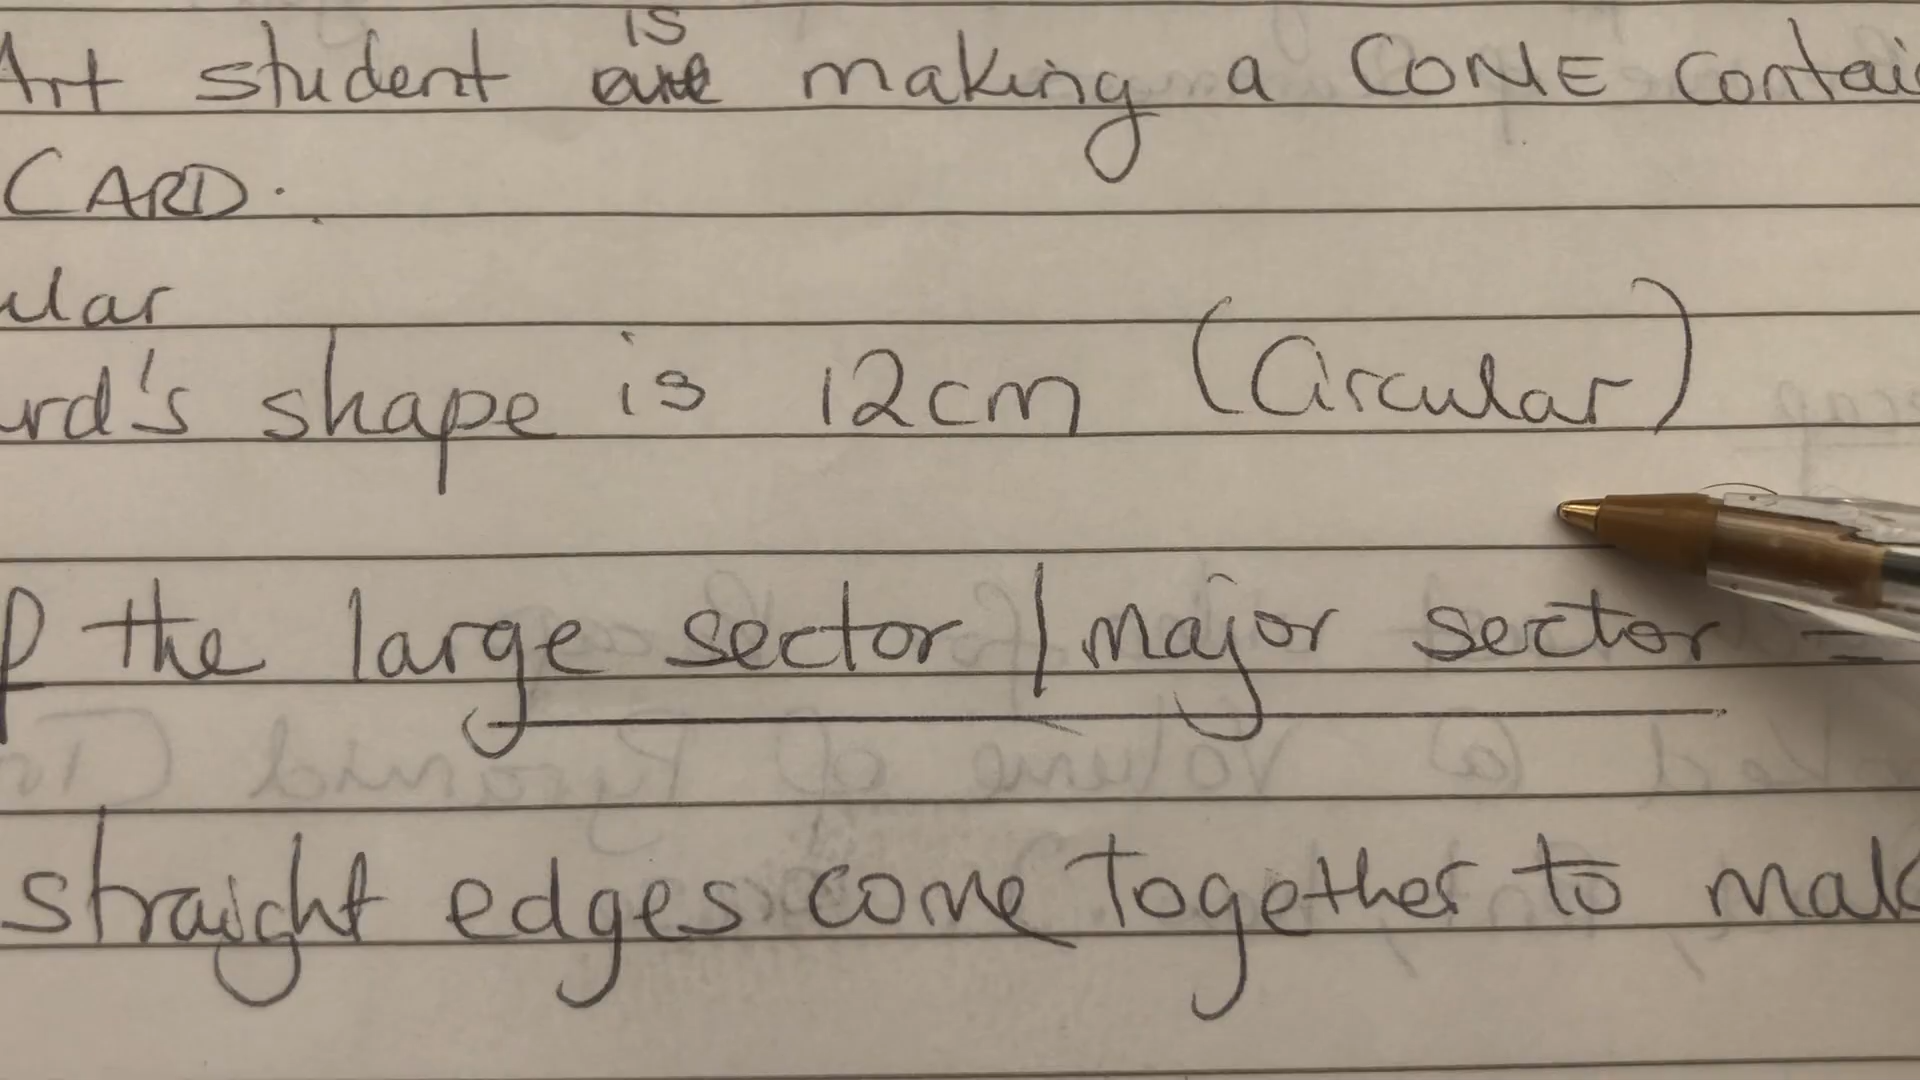 Art student is making a CONE contai
CARD.
ular
ard's shape is 12cm (Circular)
f the large sector / major sector =
straight edges come together to mak